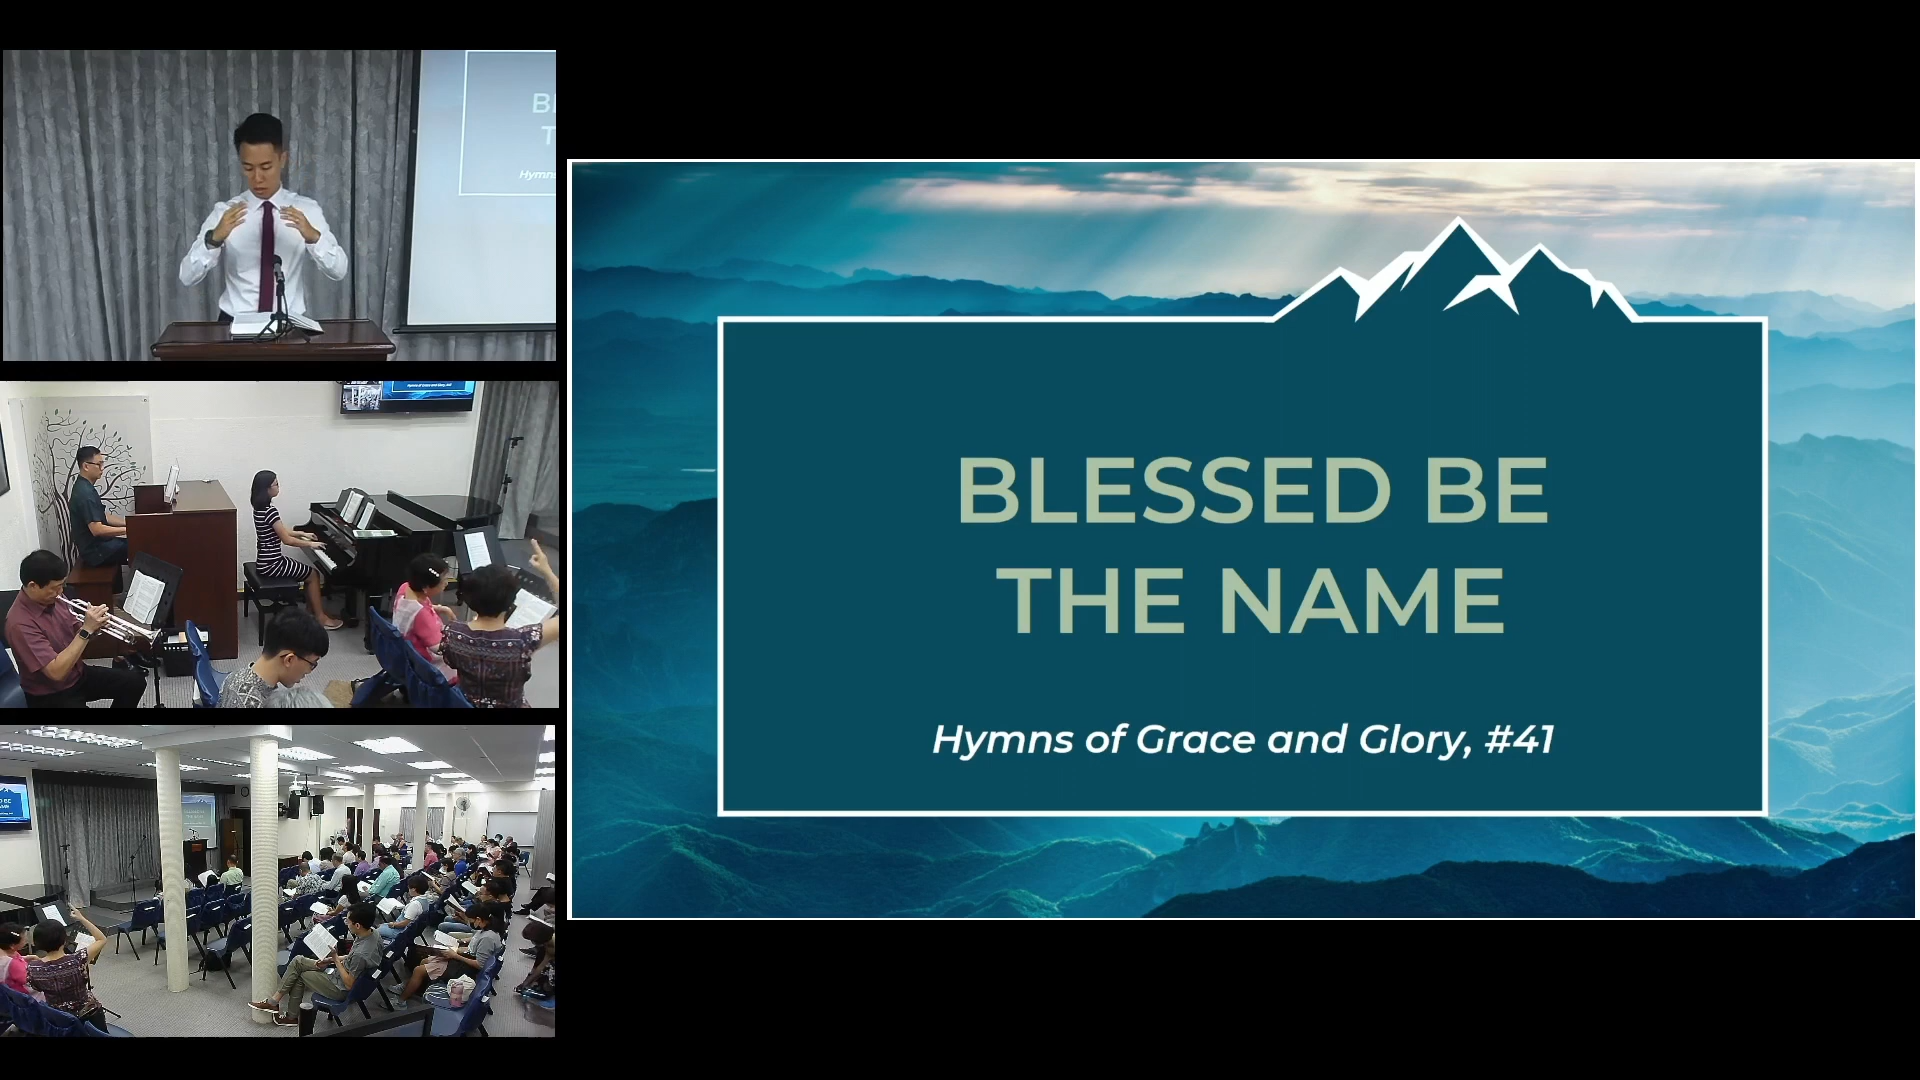 BLESSED BE
THE NAME
Hymns of Grace and Glory, #41